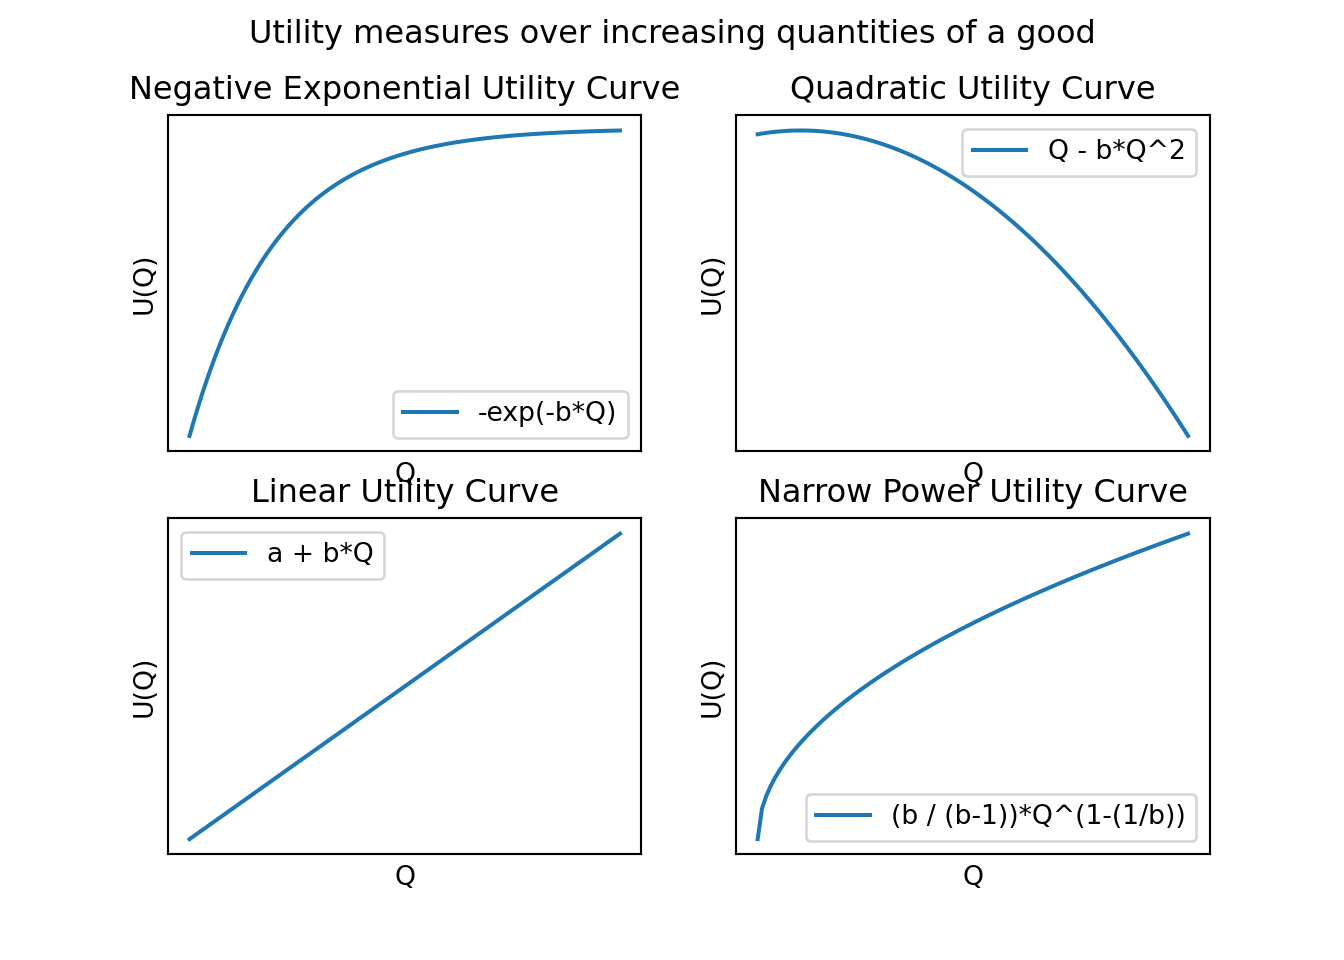 Utility measures over increasing quantities of a good
Negative Exponential Utility Curve
U(Q)
-exp(-b*Q)
Q
Quadratic Utility Curve
U(Q)
Q - b*Q^2
Q
Linear Utility Curve
U(Q)
a + b*Q
Q
Narrow Power Utility Curve
U(Q)
(b / (b-1))*Q^(1-(1/b))
Q